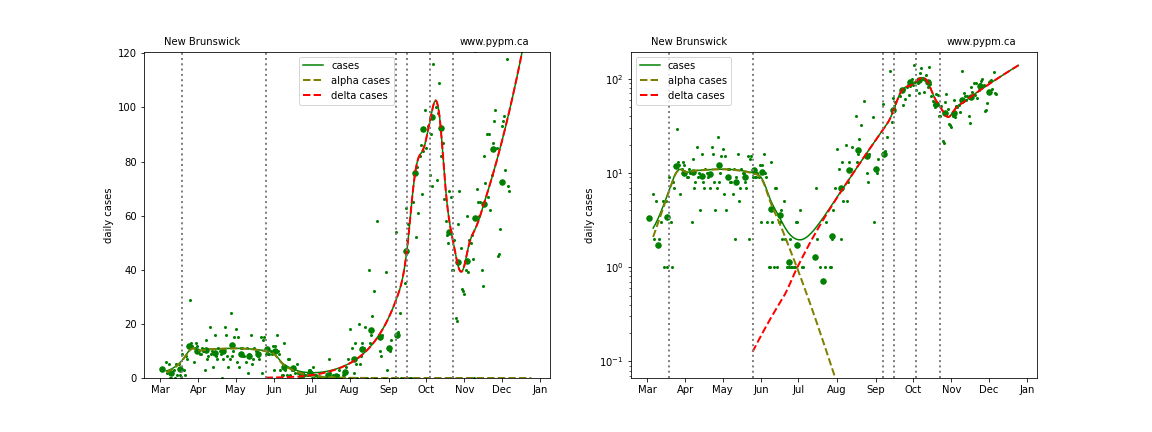 New Brunswick
www.pypm.ca
cases
alpha cases
delta cases
daily cases
120
100
80
60
40
20
0
Mar
Apr
May
Jun
Jul
Aug
Sep
Oct
Nov
Dec
Jan
New Brunswick
www.pypm.ca
cases
alpha cases
delta cases
daily cases
10²
10¹
10⁰
10⁻¹
Mar
Apr
May
Jun
Jul
Aug
Sep
Oct
Nov
Dec
Jan